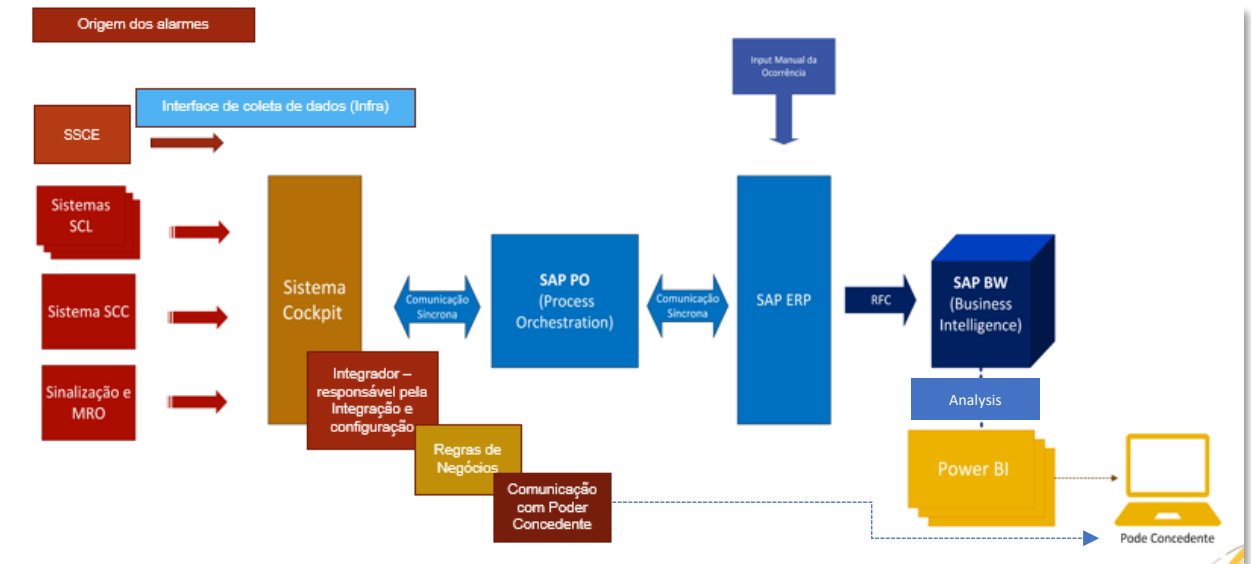 Origem dos alarmes
Input Manual da
Ocorrência
Interface de coleta de dados (Infra)
SSCE
Sistemas
SCL
Sistema SCC
Sinalização e
MRO
Sistema
Cockpit
Comunicação
Síncrona
SAP PO
(Process
Orchestration)
Comunicação
Síncrona
SAP ERP
RFC
SAP BW
(Business
Intelligence)
Integrador –
responsável pela
Integração e
configuração
Regras de
Negócios
Comunicação
com Poder
Concedente
Analysis
Power BI
Pode Concedente